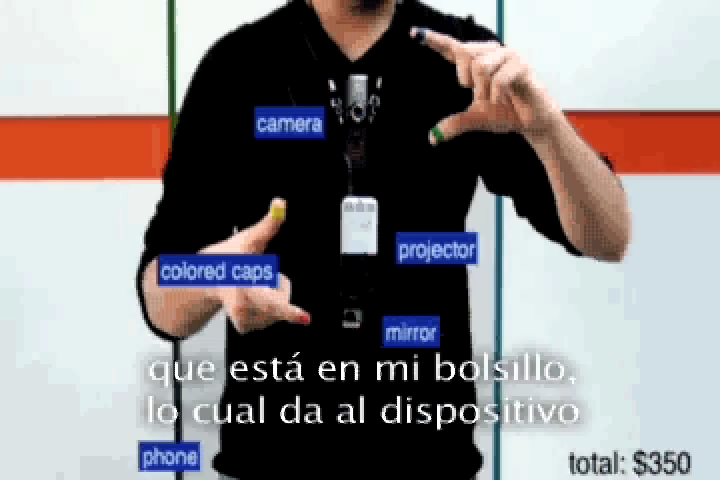 camera
projector
colored caps
mirror
que está en mi bolsillo,
lo cual da al dispositivo
phone
total: $350